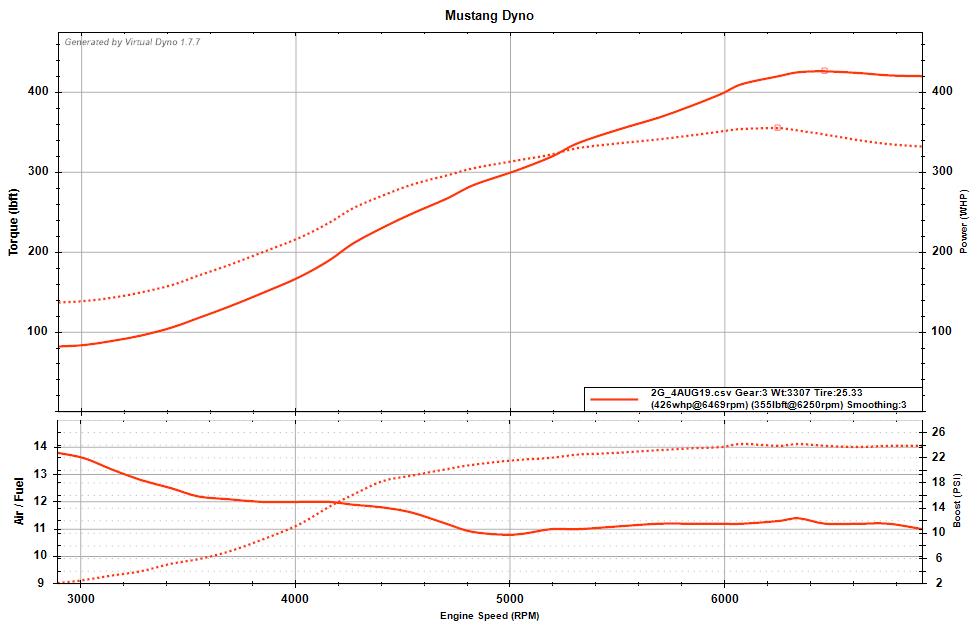 Mustang Dyno
Generated by Virtual Dyno 1.7.7
Torque (lbft)
400
300
200
100
400
300
200
100
Power (WHP)
2G_4AUG19.csv Gear:3 Wt:3307 Tire:25.33
(426whp@6469rpm) (355lbft@6250rpm) Smoothing:3
Air / Fuel
14
13
12
11
10
9
26
22
18
14
10
6
2
Boost (PSI)
3000 4000 5000 6000
Engine Speed (RPM)